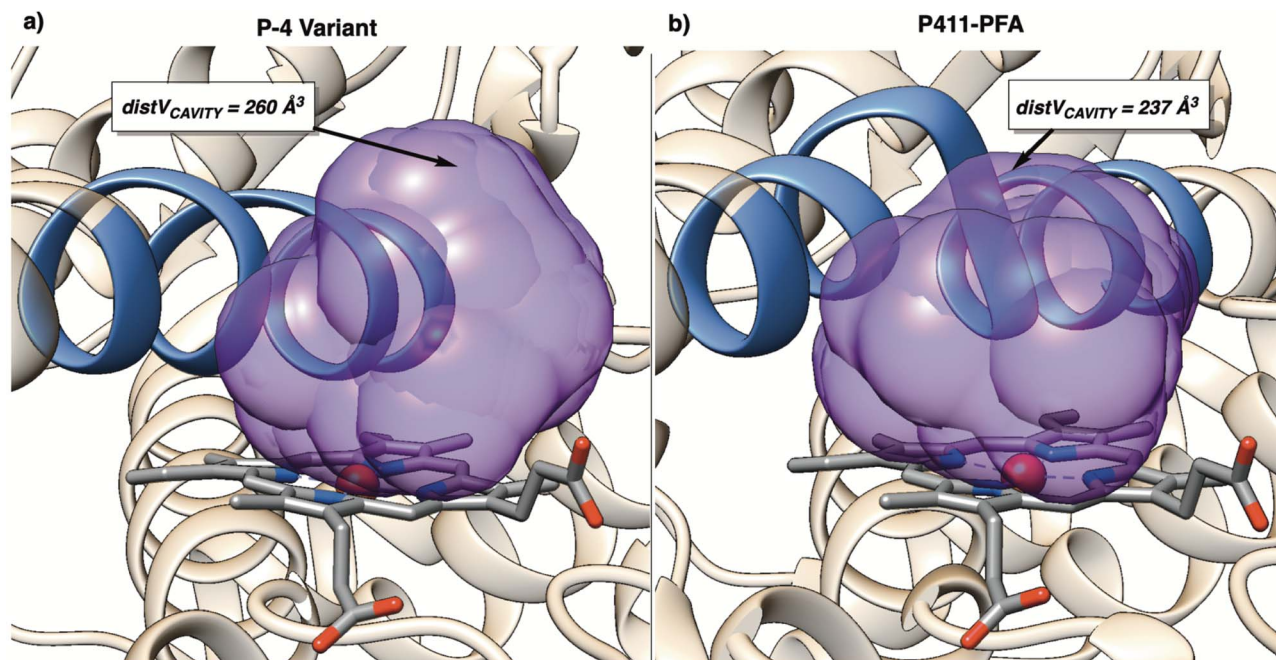 a)
P-4 Variant
distV_CAVITY = 260 Å³
b)
P411-PFA
distV_CAVITY = 237 Å³